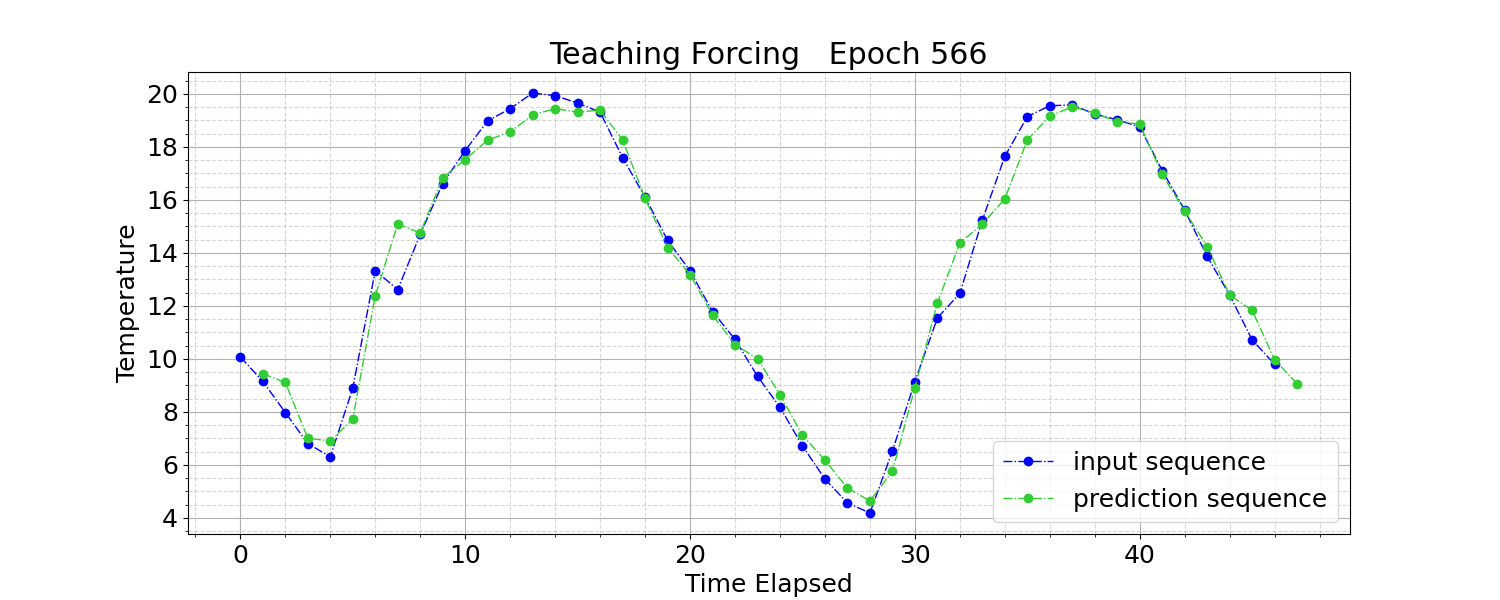 Teaching Forcing   Epoch 566
Temperature
20
18
16
14
12
10
8
6
4
input sequence
prediction sequence
0 10 20 30 40
Time Elapsed